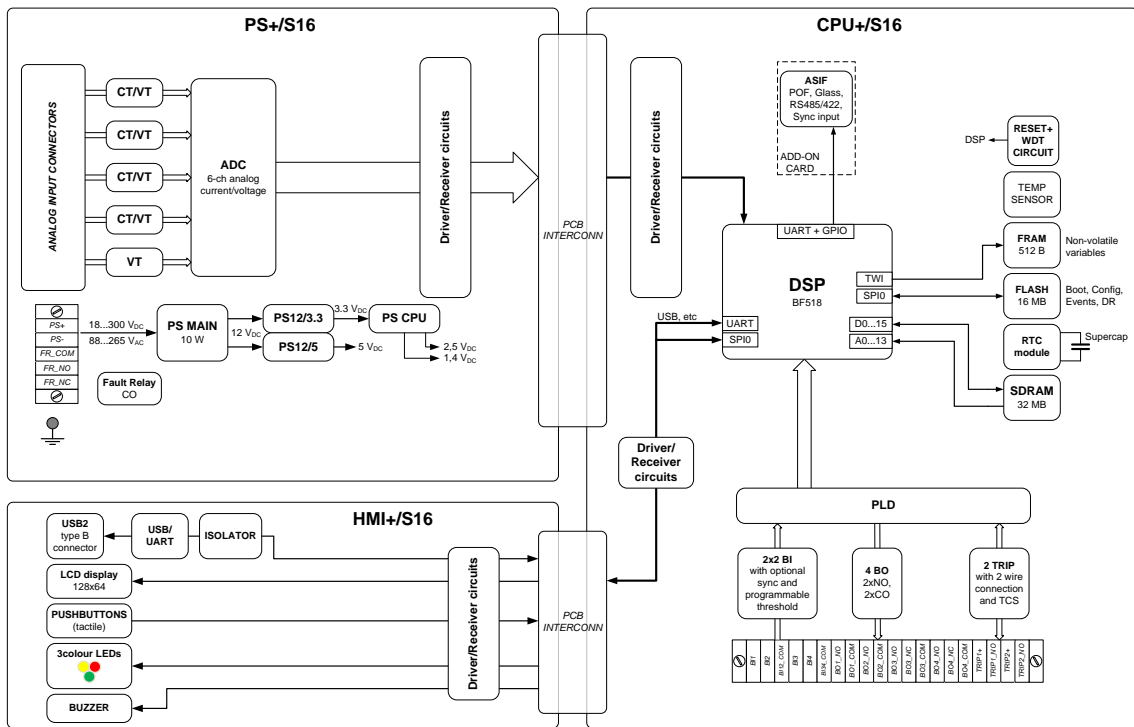 PS+/S16
ANALOG INPUT CONNECTORS
CT/VT
CT/VT
CT/VT
CT/VT
VT
ADC
6-ch analog
current/voltage
Driver/Receiver circuits
PS+
PS-
FR_COM
FR_NO
FR_NC
18...300 VDC
88...265 VAC
PS MAIN
10 W
12 VDC
PS12/3.3
PS12/5
3.3 VDC
5 VDC
PS CPU
2,5 VDC
1,4 VDC
Fault Relay
CO
PCB
INTERCONN
CPU+/S16
Driver/Receiver circuits
ASIF
POF, Glass,
RS485/422,
Sync input
ADD-ON
CARD
DSP
RESET+
WDT
CIRCUIT
TEMP
SENSOR
UART + GPIO
DSP
BF518
TWI
SPI0
D0...15
A0...13
UART
SPI0
USB, etc
FRAM
512 B
Non-volatile
variables
FLASH
16 MB
Boot, Config,
Events, DR
RTC
module
Supercap
SDRAM
32 MB
Driver/
Receiver
circuits
PLD
2x2 BI
with optional
sync and
programmable
threshold
4 BO
2xNO,
2xCO
2 TRIP
with 2 wire
connection
and TCS
BI1
BI2
BI12_COM
BI3
BI4
BI34_COM
BO1_NO
BO1_COM
BO2_NO
BO2_COM
BO3_NO
BO3_NC
BO3_COM
BO4_NO
BO4_NC
BO4_COM
TRIP1+
TRIP1_NO
TRIP2+
TRIP2_NO
HMI+/S16
USB2
type B
connector
USB/
UART
ISOLATOR
LCD display
128x64
PUSHBUTTONS
(tactile)
3colour LEDs
BUZZER
Driver/Receiver circuits
PCB
INTERCONN